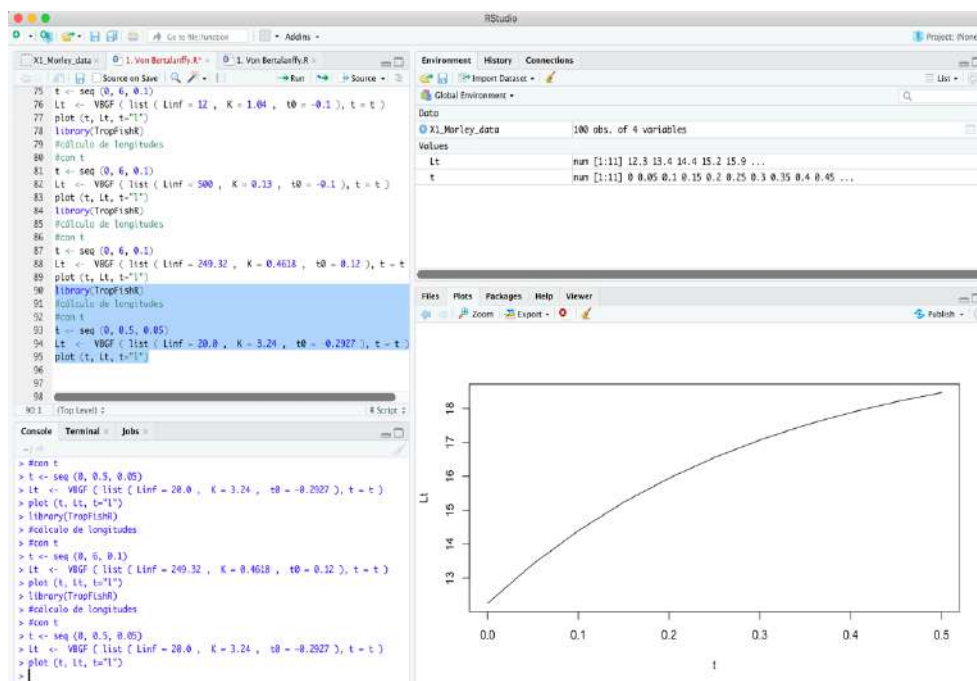 RStudio
Go to file/function
Addins
Project: (None
X1_Morley_data
1. Von Bertalanffy.R*
1. Von Bertalanffy.R
Source on Save
Run
Source
75 t <- seq (0, 6, 0.1)
76 Lt <- VBGF ( list ( Linf = 12 , K = 1.04 , t0 = -0.1 ), t = t )
77 plot (t, Lt, t="l")
78 library(TropFishR)
79 #cálculo de longitudes
80 #con t
81 t <- seq (0, 6, 0.1)
82 Lt <- VBGF ( list ( Linf = 500 , K = 0.13 , t0 = -0.1 ), t = t )
83 plot (t, Lt, t="l")
84 library(TropFishR)
85 #cálculo de longitudes
86 #con t
87 t <- seq (0, 6, 0.1)
88 Lt <- VBGF ( list ( Linf = 249.32 , K = 0.4618 , t0 = 0.12 ), t = t
89 plot (t, Lt, t="l")
90 library(TropFishR)
91 #cálculo de longitudes
92 #con t
93 t <- seq (0, 0.5, 0.05)
94 Lt <- VBGF ( list ( Linf = 20.0 , K = 3.24 , t0 = -0.2927 ), t = t )
95 plot (t, Lt, t="l")
96
97
98
90:1 (Top Level) R Script
Console Terminal Jobs
> #con t
> t <- seq (0, 0.5, 0.05)
> Lt <- VBGF ( list ( Linf = 20.0 , K = 3.24 , t0 = -0.2927 ), t = t )
> plot (t, Lt, t="l")
> library(TropFishR)
> #cálculo de longitudes
> #con t
> t <- seq (0, 6, 0.1)
> Lt <- VBGF ( list ( Linf = 249.32 , K = 0.4618 , t0 = 0.12 ), t = t )
> plot (t, Lt, t="l")
> library(TropFishR)
> #cálculo de longitudes
> #con t
> t <- seq (0, 0.5, 0.05)
> Lt <- VBGF ( list ( Linf = 20.0 , K = 3.24 , t0 = -0.2927 ), t = t )
> plot (t, Lt, t="l")
>
Environment History Connections
Import Dataset
List
Global Environment
Data
X1_Morley_data 100 obs. of 4 variables
Values
Lt num [1:11] 12.3 13.4 14.4 15.2 15.9 ...
t num [1:11] 0 0.05 0.1 0.15 0.2 0.25 0.3 0.35 0.4 0.45 ...
Files Plots Packages Help Viewer
Zoom Export Publish
18
17
16
15
14
13
Lt
0.0 0.1 0.2 0.3 0.4 0.5
t